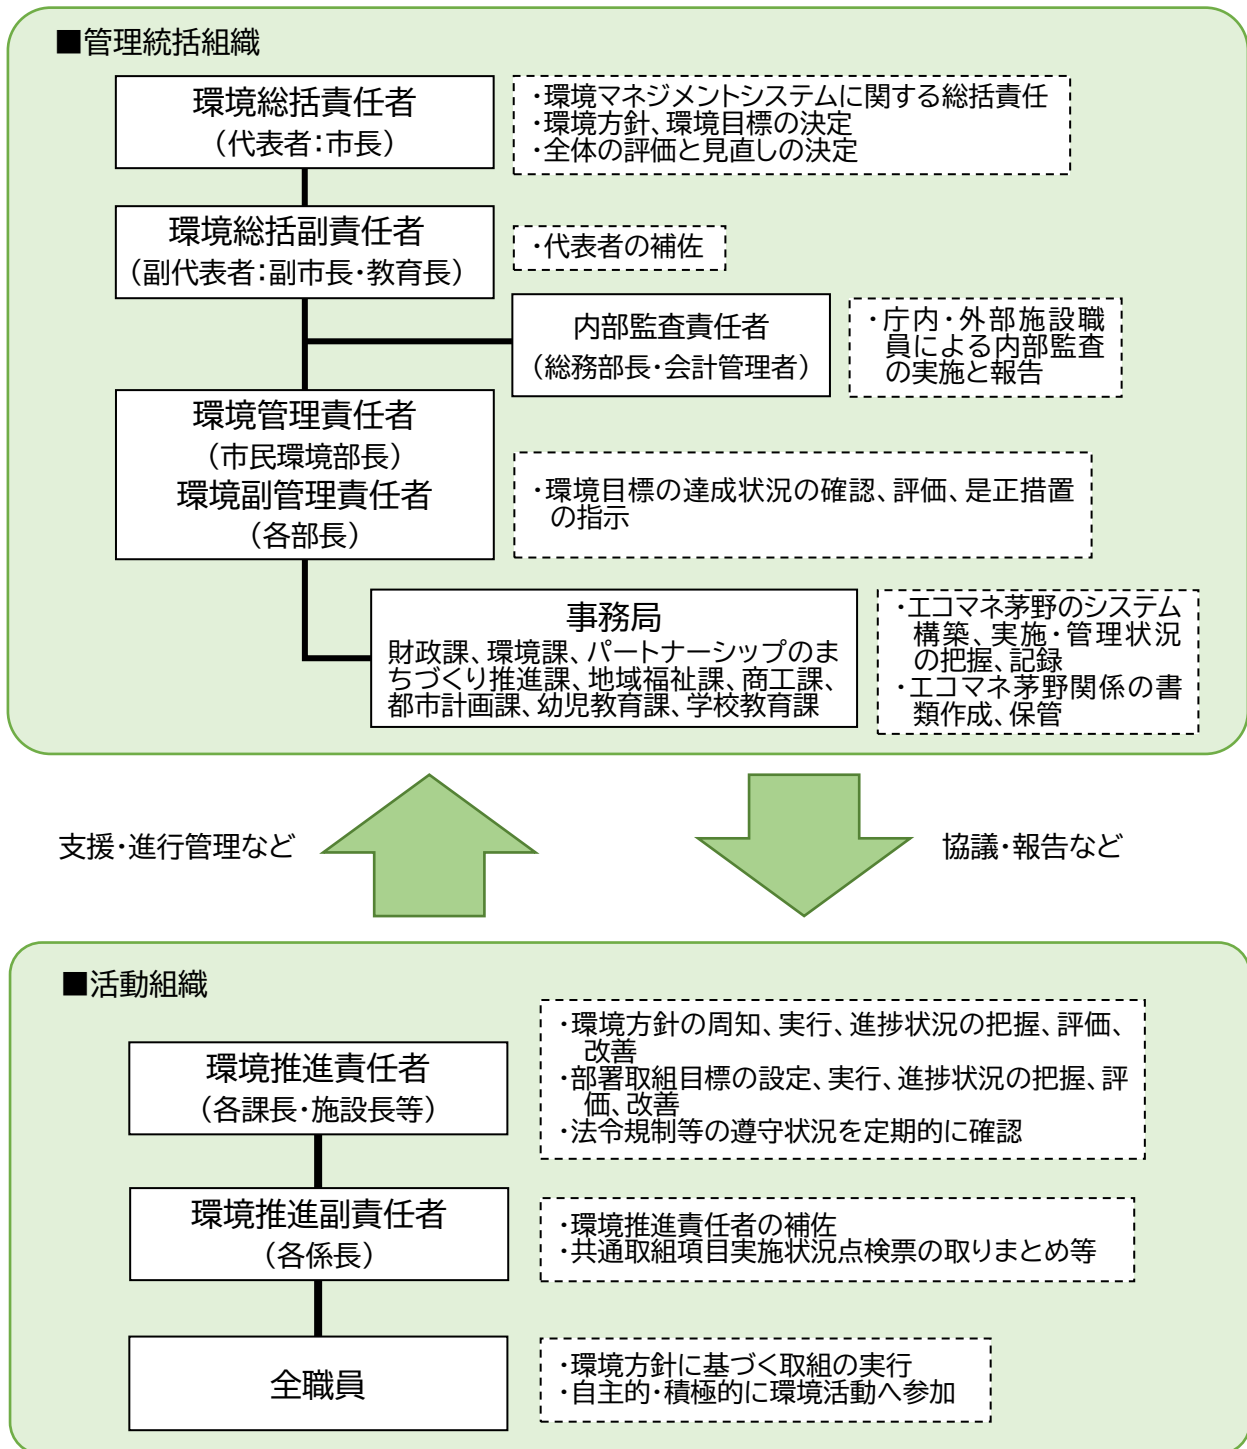 ■管理統括組織
環境総括責任者
（代表者：市長）
・環境マネジメントシステムに関する総括責任
・環境方針、環境目標の決定
・全体の評価と見直しの決定
環境総括副責任者
（副代表者：副市長・教育長）
・代表者の補佐
内部監査責任者
（総務部長・会計管理者）
・庁内・外部施設職
員による内部監査
の実施と報告
環境管理責任者
（市民環境部長）
環境副管理責任者
（各部長）
・環境目標の達成状況の確認、評価、是正措置
の指示
事務局
財政課、環境課、パートナーシップのま
ちづくり推進課、地域福祉課、商工課、
都市計画課、幼児教育課、学校教育課
・エコマネ茅野のシステム
構築、実施・管理状況
の把握、記録
・エコマネ茅野関係の書
類作成、保管
支援・進行管理など
協議・報告など
■活動組織
環境推進責任者
（各課長・施設長等）
・環境方針の周知、実行、進捗状況の把握、評価、
改善
・部署取組目標の設定、実行、進捗状況の把握、評
価、改善
・法令規制等の遵守状況を定期的に確認
環境推進副責任者
（各係長）
・環境推進責任者の補佐
・共通取組項目実施状況点検票の取りまとめ等
全職員
・環境方針に基づく取組の実行
・自主的・積極的に環境活動へ参加